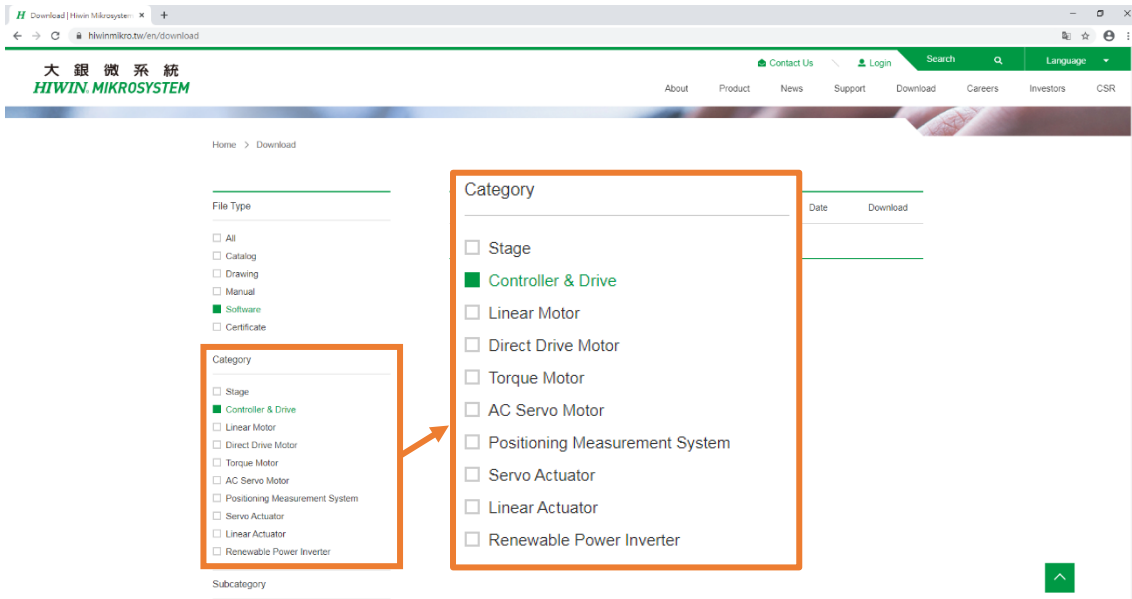 H Download | Hiwin Mikrosystem
hiwinmikro.tw/en/download
大銀微系統
HIWIN® MIKROSYSTEM
Contact Us
Login
Search
Language
About Product News Support Download Careers Investors CSR
Home > Download
File Type
All
Catalog
Drawing
Manual
Software
Certificate
Category
Stage
Controller & Drive
Linear Motor
Direct Drive Motor
Torque Motor
AC Servo Motor
Positioning Measurement System
Servo Actuator
Linear Actuator
Renewable Power Inverter
Subcategory
Category
Stage
Controller & Drive
Linear Motor
Direct Drive Motor
Torque Motor
AC Servo Motor
Positioning Measurement System
Servo Actuator
Linear Actuator
Renewable Power Inverter
Date Download